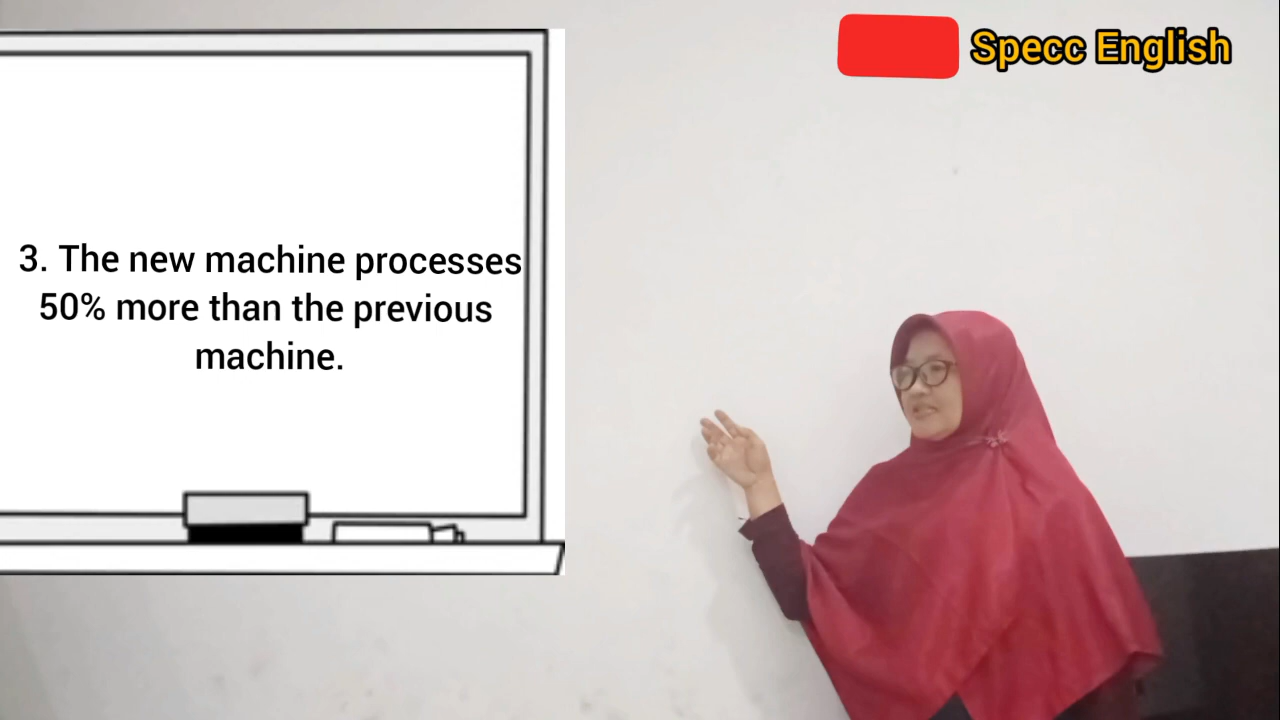 Specc English
3. The new machine processes
50% more than the previous
machine.